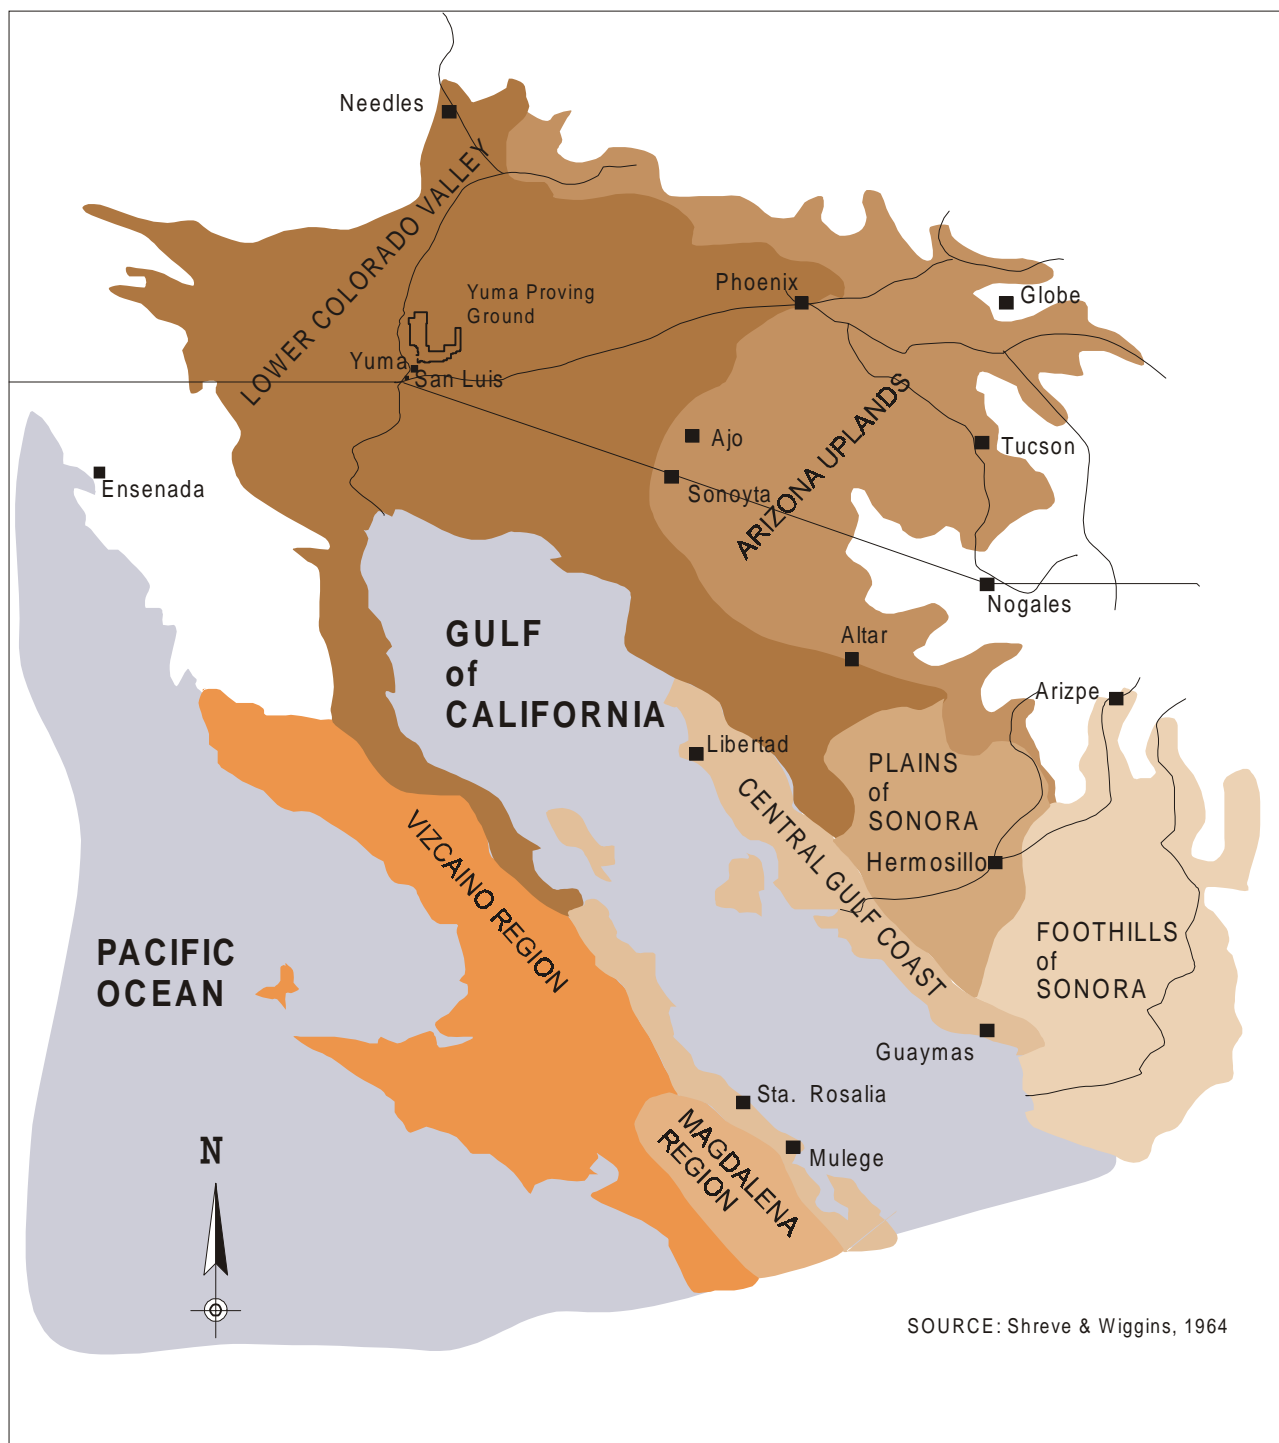 Needles
LOWER COLORADO VALLEY
Yuma Proving
Ground
Phoenix
Globe
Yuma
San Luis
Ajo
Tucson
Ensenada
Sonoyta
ARIZONA UPLANDS
Nogales
GULF
of
CALIFORNIA
Altar
Arizpe
Libertad
PLAINS
of
SONORA
CENTRAL GULF COAST
Hermosillo
VIZCAINO REGION
PACIFIC
OCEAN
FOOTHILLS
of
SONORA
Guaymas
Sta. Rosalia
MAGDALENA
REGION
Mulege
N
SOURCE: Shreve & Wiggins, 1964